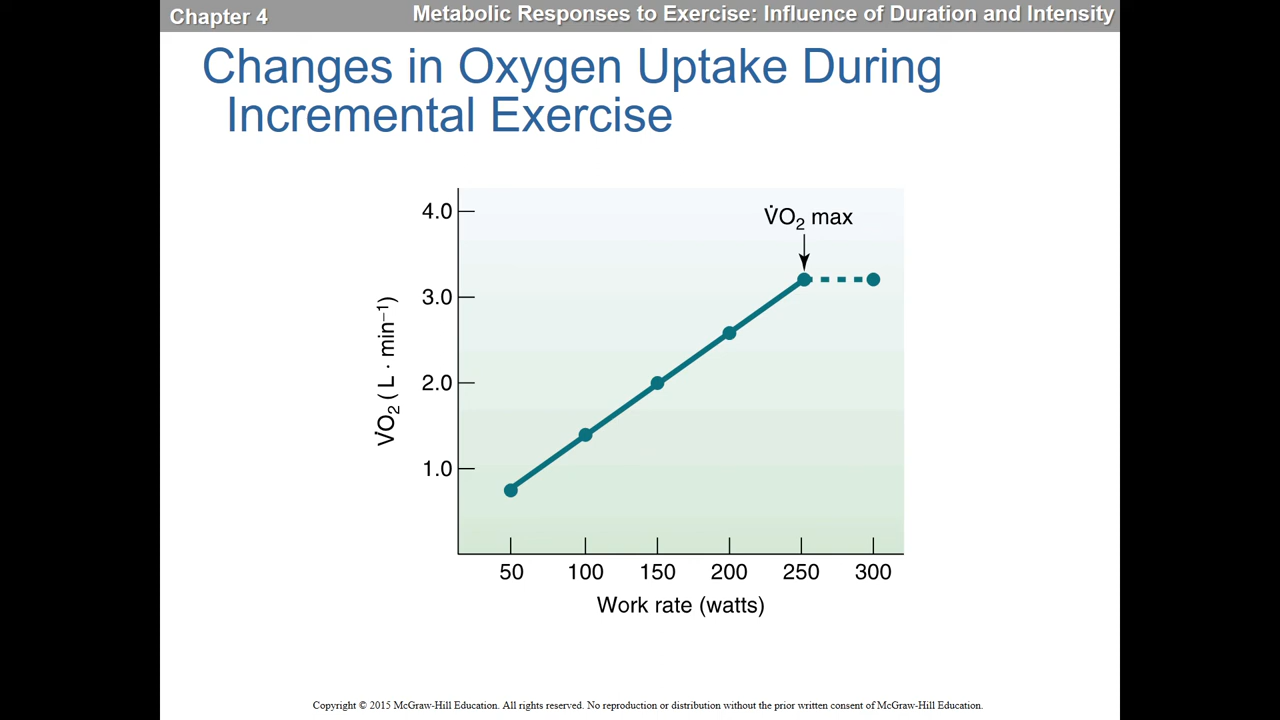 Chapter 4
Metabolic Responses to Exercise: Influence of Duration and Intensity
Changes in Oxygen Uptake During
Incremental Exercise
V̇O₂ max
4.0
3.0
2.0
1.0
V̇O₂ ( L · min⁻¹)
50 100 150 200 250 300
Work rate (watts)
Copyright © 2015 McGraw-Hill Education. All rights reserved. No reproduction or distribution without the prior written consent of McGraw-Hill Education.